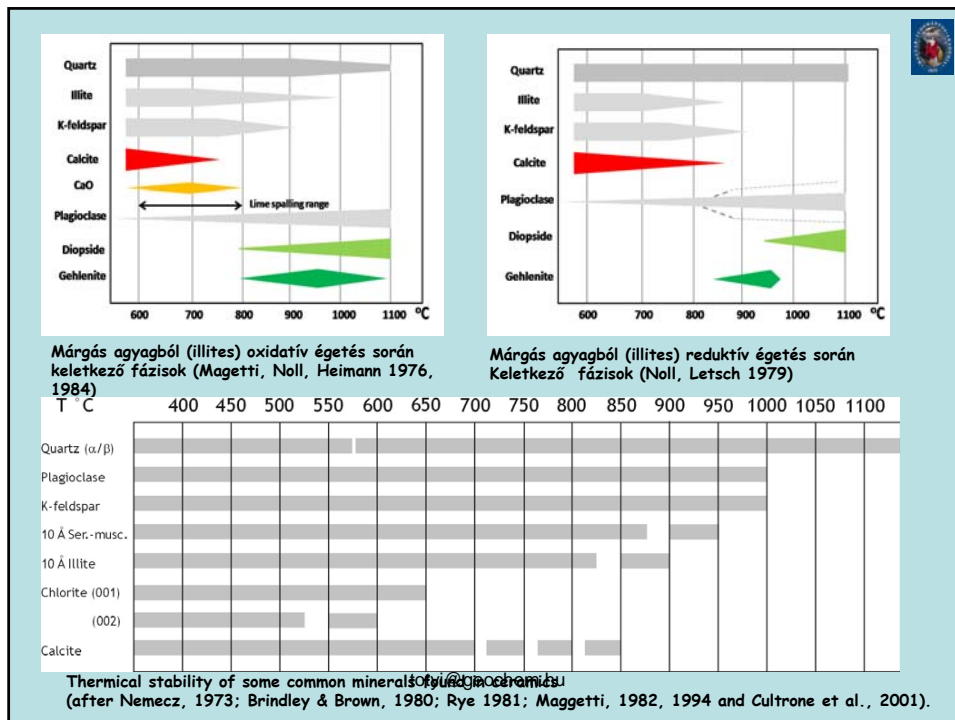 Quartz
Illite
K-feldspar
Calcite
CaO
Lime spalling range
Plagioclase
Diopside
Gehlenite
600 700 800 900 1000 1100 °C
Quartz
Illite
K-feldspar
Calcite
Plagioclase
Diopside
Gehlenite
600 700 800 900 1000 1100 °C
Márgás agyagból (illites) oxidatív égetés során
keletkező fázisok (Magetti, Noll, Heimann 1976,
1984)
Márgás agyagból (illites) reduktív égetés során
Keletkező fázisok (Noll, Letsch 1979)
T °C 400 450 500 550 600 650 700 750 800 850 900 950 1000 1050 1100
Quartz (α/β)
Plagioclase
K-feldspar
10 Å Ser.-musc.
10 Å Illite
Chlorite (001)
(002)
Calcite
Thermical stability of some common minerals found in ceramics
(after Nemecz, 1973; Brindley & Brown, 1980; Rye 1981; Maggetti, 1982, 1994 and Cultrone et al., 2001).